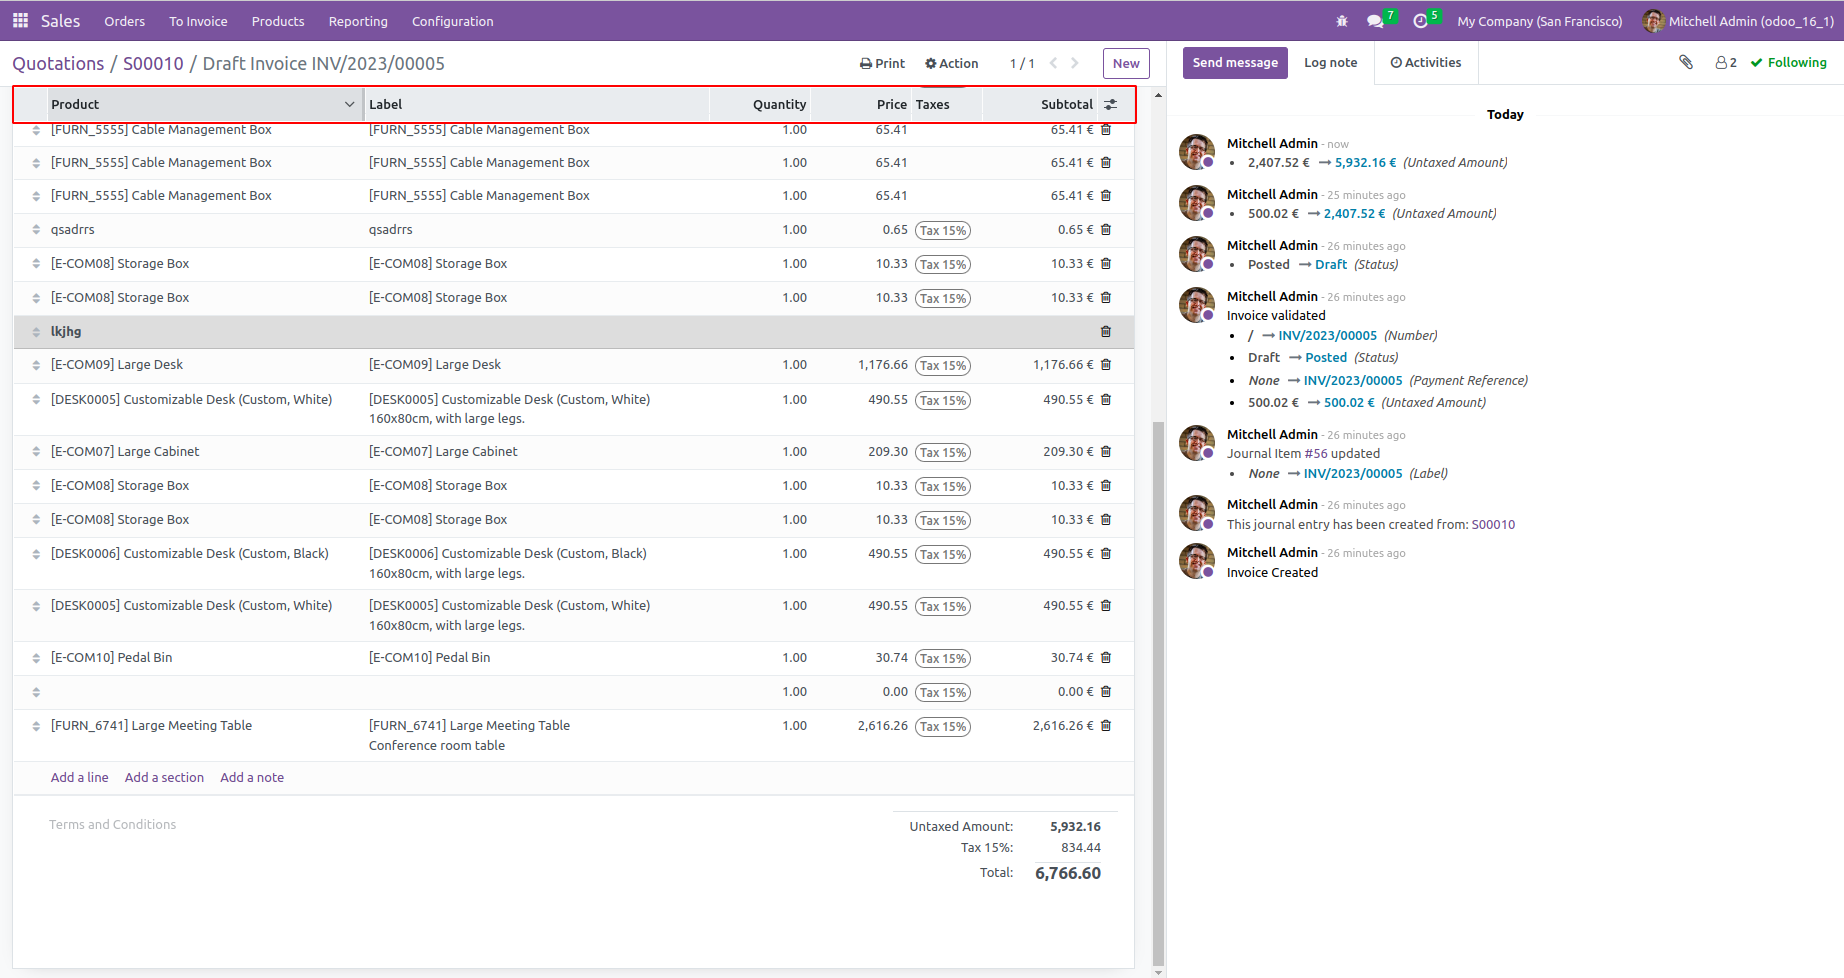 Sales Orders To Invoice Products Reporting Configuration 7 5 My Company (San Francisco) Mitchell Admin (odoo_16_1)
Quotations / S00010 / Draft Invoice INV/2023/00005 Print Action 1 / 1 New
Send message Log note Activities 2 Following
Product Label Quantity Price Taxes Subtotal
[FURN_5555] Cable Management Box [FURN_5555] Cable Management Box 1.00 65.41 65.41 €
[FURN_5555] Cable Management Box [FURN_5555] Cable Management Box 1.00 65.41 65.41 €
[FURN_5555] Cable Management Box [FURN_5555] Cable Management Box 1.00 65.41 65.41 €
qsadrrs qsadrrs 1.00 0.65 Tax 15% 0.65 €
[E-COM08] Storage Box [E-COM08] Storage Box 1.00 10.33 Tax 15% 10.33 €
[E-COM08] Storage Box [E-COM08] Storage Box 1.00 10.33 Tax 15% 10.33 €
lkjhg
[E-COM09] Large Desk [E-COM09] Large Desk 1.00 1,176.66 Tax 15% 1,176.66 €
[DESK0005] Customizable Desk (Custom, White) [DESK0005] Customizable Desk (Custom, White) 1.00 490.55 Tax 15% 490.55 €
160x80cm, with large legs.
[E-COM07] Large Cabinet [E-COM07] Large Cabinet 1.00 209.30 Tax 15% 209.30 €
[E-COM08] Storage Box [E-COM08] Storage Box 1.00 10.33 Tax 15% 10.33 €
[E-COM08] Storage Box [E-COM08] Storage Box 1.00 10.33 Tax 15% 10.33 €
[DESK0006] Customizable Desk (Custom, Black) [DESK0006] Customizable Desk (Custom, Black) 1.00 490.55 Tax 15% 490.55 €
160x80cm, with large legs.
[DESK0005] Customizable Desk (Custom, White) [DESK0005] Customizable Desk (Custom, White) 1.00 490.55 Tax 15% 490.55 €
160x80cm, with large legs.
[E-COM10] Pedal Bin [E-COM10] Pedal Bin 1.00 30.74 Tax 15% 30.74 €
1.00 0.00 Tax 15% 0.00 €
[FURN_6741] Large Meeting Table [FURN_6741] Large Meeting Table 1.00 2,616.26 Tax 15% 2,616.26 €
Conference room table
Add a line Add a section Add a note
Terms and Conditions
Untaxed Amount: 5,932.16
Tax 15%: 834.44
Total: 6,766.60
Today
Mitchell Admin - now
• 2,407.52 € → 5,932.16 € (Untaxed Amount)
Mitchell Admin - 25 minutes ago
• 500.02 € → 2,407.52 € (Untaxed Amount)
Mitchell Admin - 26 minutes ago
• Posted → Draft (Status)
Mitchell Admin - 26 minutes ago
Invoice validated
• / → INV/2023/00005 (Number)
• Draft → Posted (Status)
• None → INV/2023/00005 (Payment Reference)
• 500.02 € → 500.02 € (Untaxed Amount)
Mitchell Admin - 26 minutes ago
Journal Item #56 updated
• None → INV/2023/00005 (Label)
Mitchell Admin - 26 minutes ago
This journal entry has been created from: S00010
Mitchell Admin - 26 minutes ago
Invoice Created